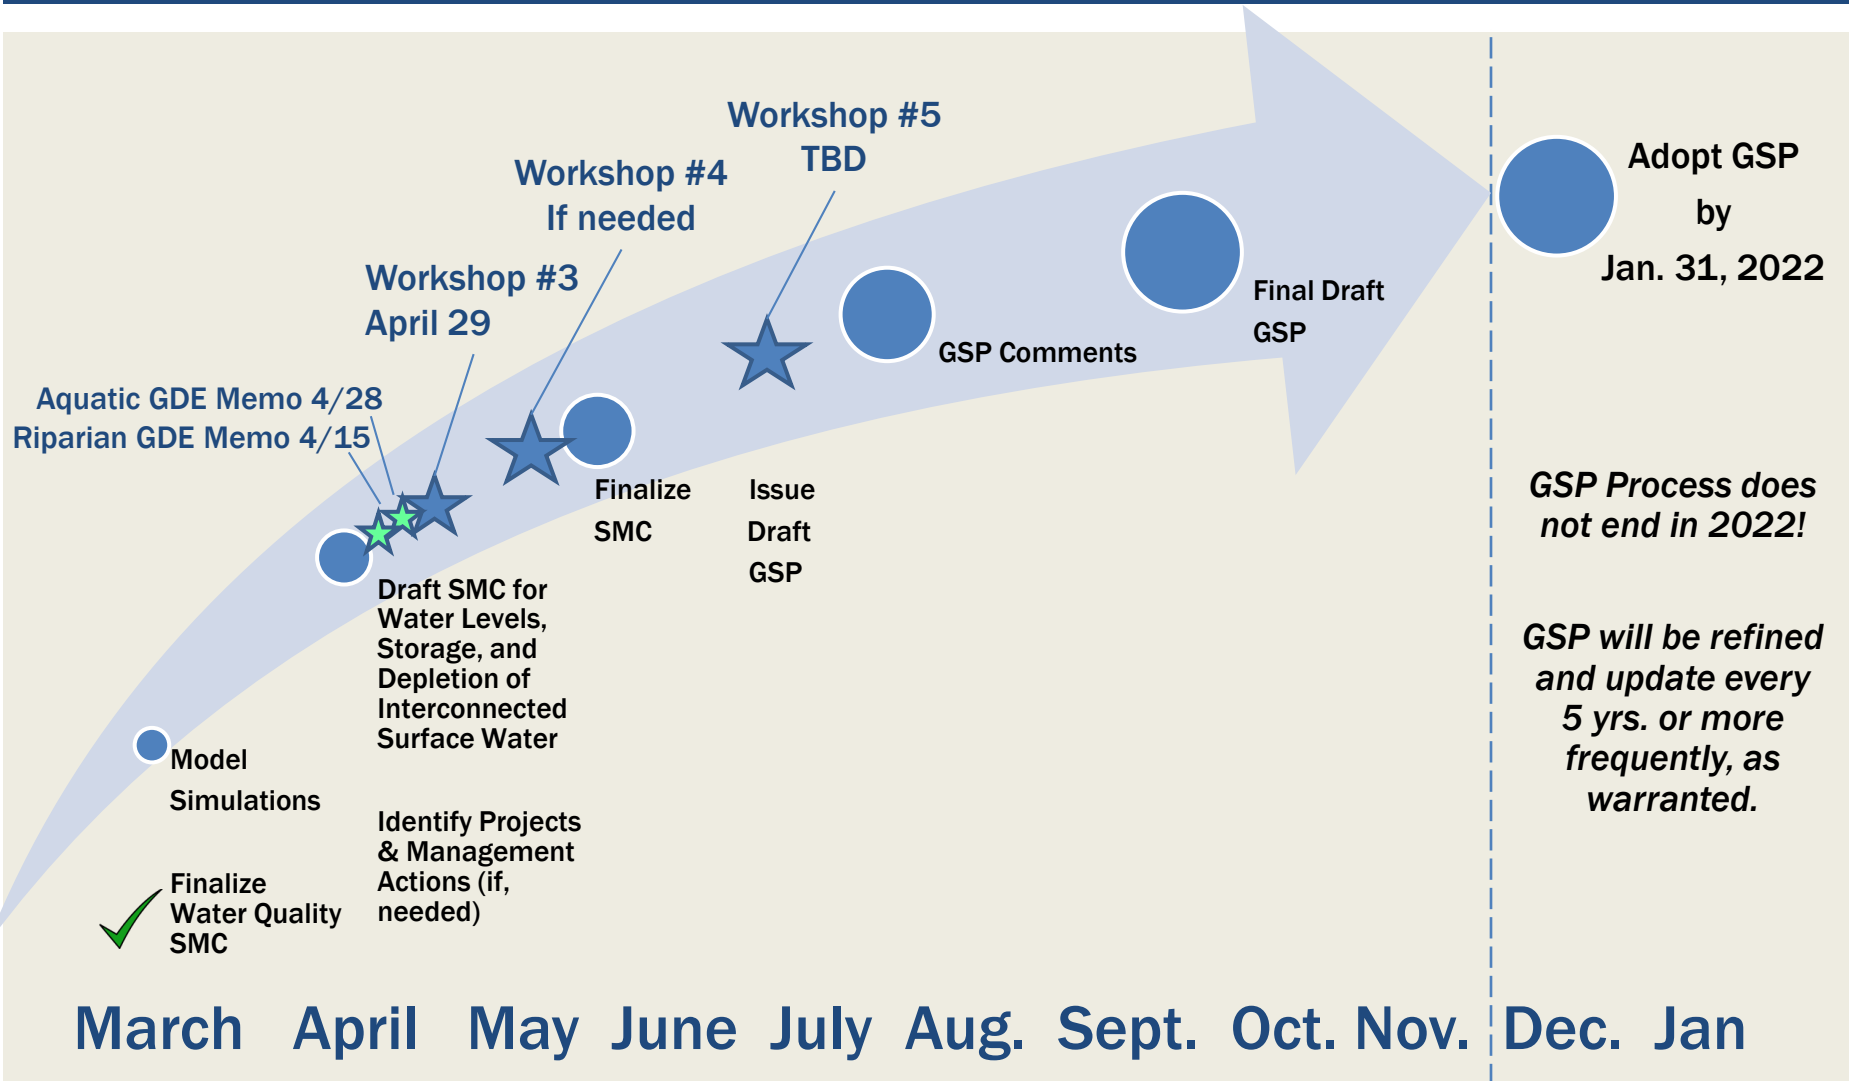 Workshop #5
TBD
Workshop #4
If needed
Workshop #3
April 29
Aquatic GDE Memo 4/28
Riparian GDE Memo 4/15
Adopt GSP
by
Jan. 31, 2022
Final Draft
GSP
GSP Comments
Finalize
SMC
Issue
Draft
GSP
Draft SMC for
Water Levels,
Storage, and
Depletion of
Interconnected
Surface Water
Identify Projects
& Management
Actions (if,
needed)
Model
Simulations
Finalize
Water Quality
SMC
GSP Process does
not end in 2022!
GSP will be refined
and update every
5 yrs. or more
frequently, as
warranted.
March April May June July Aug. Sept. Oct. Nov. Dec. Jan